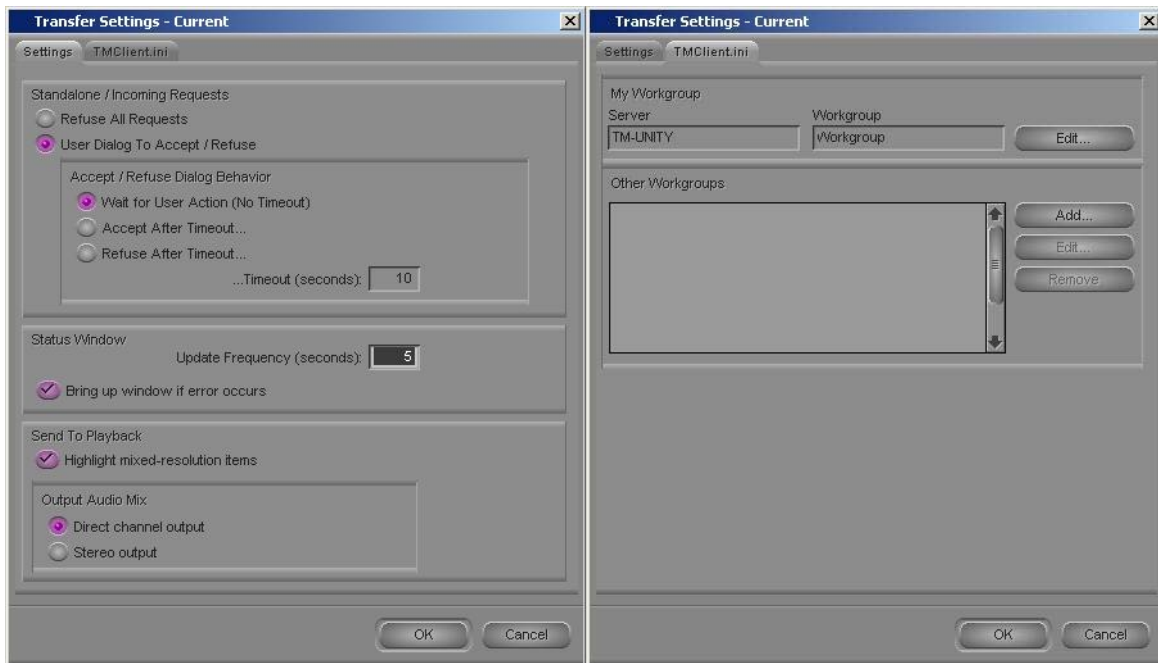 Transfer Settings - Current
Settings TMClient.ini
Standalone / Incoming Requests
Refuse All Requests
User Dialog To Accept / Refuse
Accept / Refuse Dialog Behavior
Wait for User Action (No Timeout)
Accept After Timeout...
Refuse After Timeout...
...Timeout (seconds): 10
Status Window
Update Frequency (seconds): 5
Bring up window if error occurs
Send To Playback
Highlight mixed-resolution items
Output Audio Mix
Direct channel output
Stereo output
OK Cancel
Transfer Settings - Current
Settings TMClient.ini
My Workgroup
Server Workgroup
TM-UNITY Workgroup Edit...
Other Workgroups
Add...
Edit...
Remove
OK Cancel